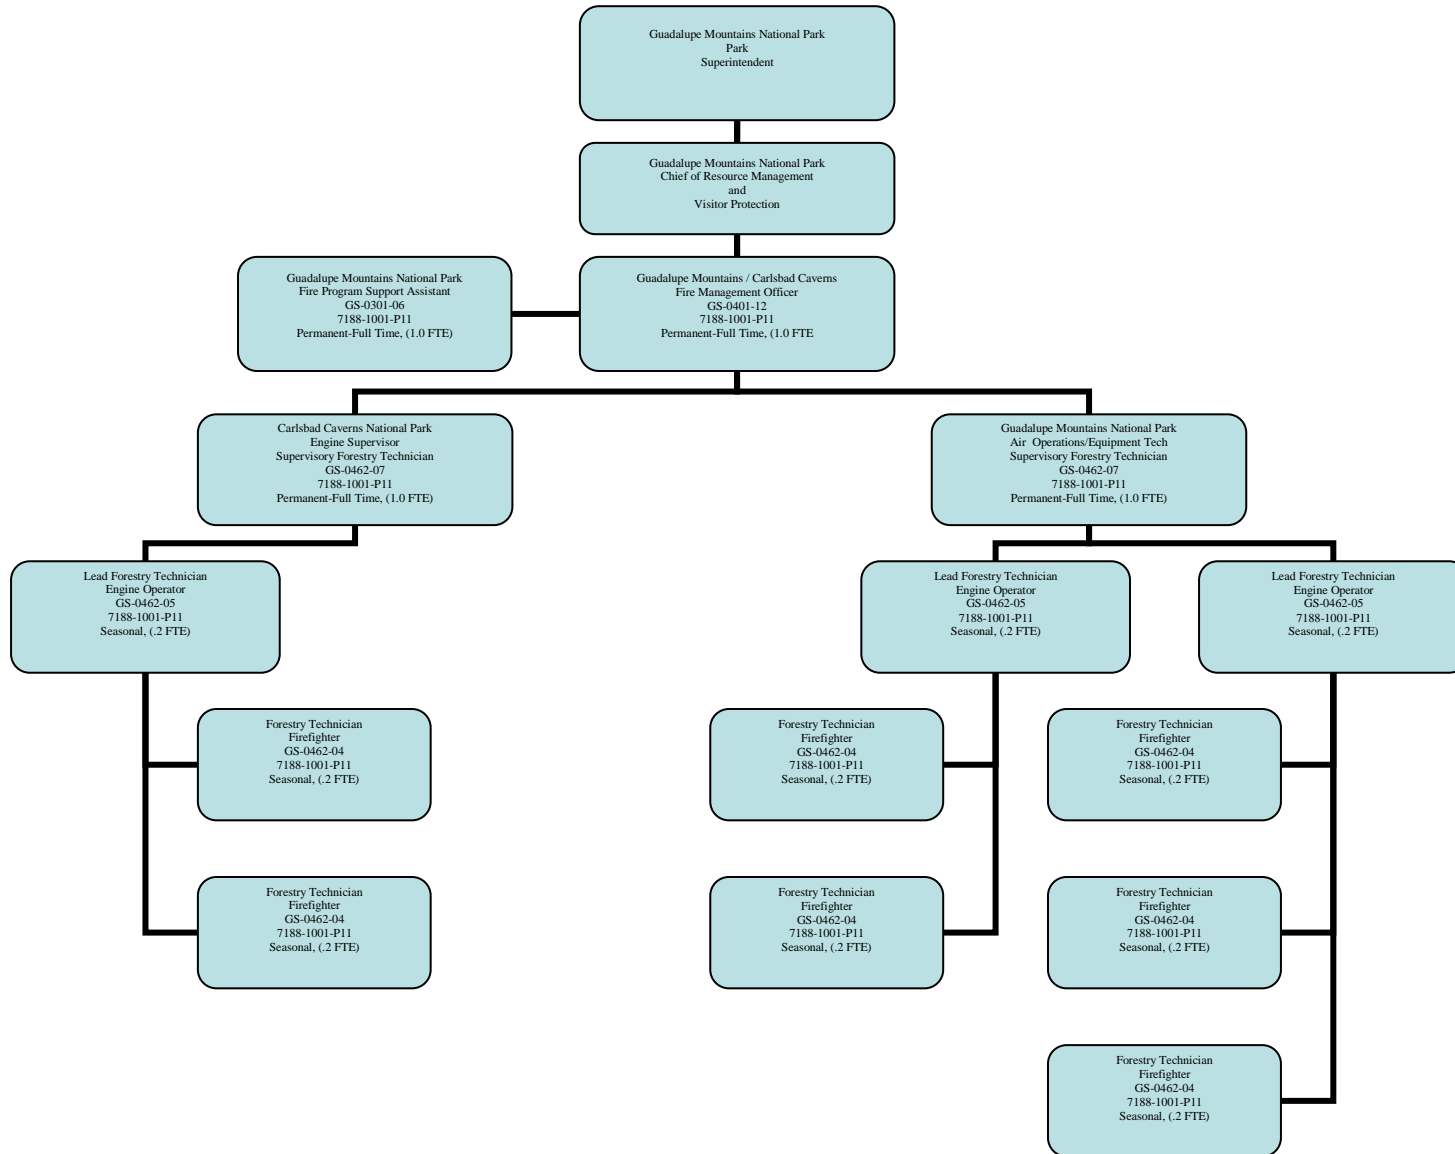 Guadalupe Mountains National Park
Park
Superintendent
Guadalupe Mountains National Park
Chief of Resource Management
and
Visitor Protection
Guadalupe Mountains National Park
Fire Program Support Assistant
GS-0301-06
7188-1001-P11
Permanent-Full Time, (1.0 FTE)
Guadalupe Mountains / Carlsbad Caverns
Fire Management Officer
GS-0401-12
7188-1001-P11
Permanent-Full Time, (1.0 FTE
Carlsbad Caverns National Park
Engine Supervisor
Supervisory Forestry Technician
GS-0462-07
7188-1001-P11
Permanent-Full Time, (1.0 FTE)
Guadalupe Mountains National Park
Air Operations/Equipment Tech
Supervisory Forestry Technician
GS-0462-07
7188-1001-P11
Permanent-Full Time, (1.0 FTE)
Lead Forestry Technician
Engine Operator
GS-0462-05
7188-1001-P11
Seasonal, (.2 FTE)
Lead Forestry Technician
Engine Operator
GS-0462-05
7188-1001-P11
Seasonal, (.2 FTE)
Lead Forestry Technician
Engine Operator
GS-0462-05
7188-1001-P11
Seasonal, (.2 FTE)
Forestry Technician
Firefighter
GS-0462-04
7188-1001-P11
Seasonal, (.2 FTE)
Forestry Technician
Firefighter
GS-0462-04
7188-1001-P11
Seasonal, (.2 FTE)
Forestry Technician
Firefighter
GS-0462-04
7188-1001-P11
Seasonal, (.2 FTE)
Forestry Technician
Firefighter
GS-0462-04
7188-1001-P11
Seasonal, (.2 FTE)
Forestry Technician
Firefighter
GS-0462-04
7188-1001-P11
Seasonal, (.2 FTE)
Forestry Technician
Firefighter
GS-0462-04
7188-1001-P11
Seasonal, (.2 FTE)
Forestry Technician
Firefighter
GS-0462-04
7188-1001-P11
Seasonal, (.2 FTE)